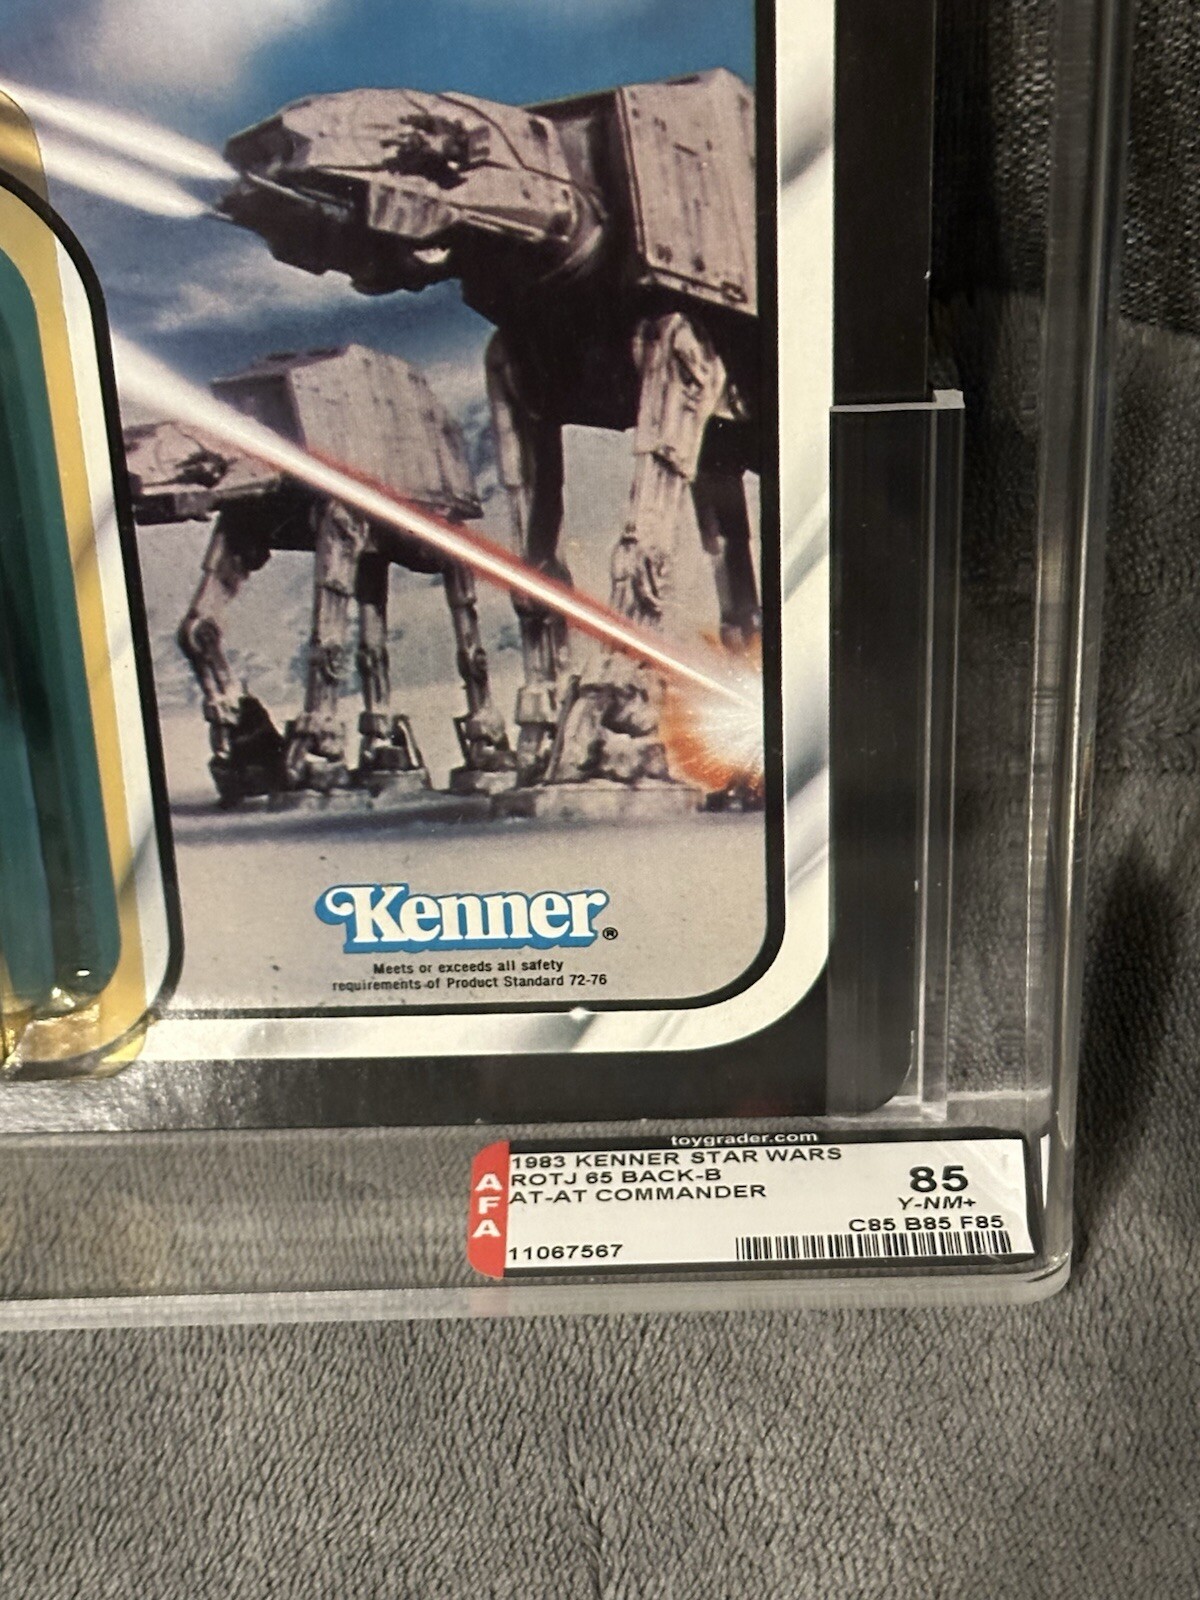 Kenner®
Meets or exceeds all safety
requirements of Product Standard 72-76
toygrader.com
AFA
1983 KENNER STAR WARS
ROTJ 65 BACK-B
AT-AT COMMANDER
11067567
85
Y-NM+
C85 B85 F85